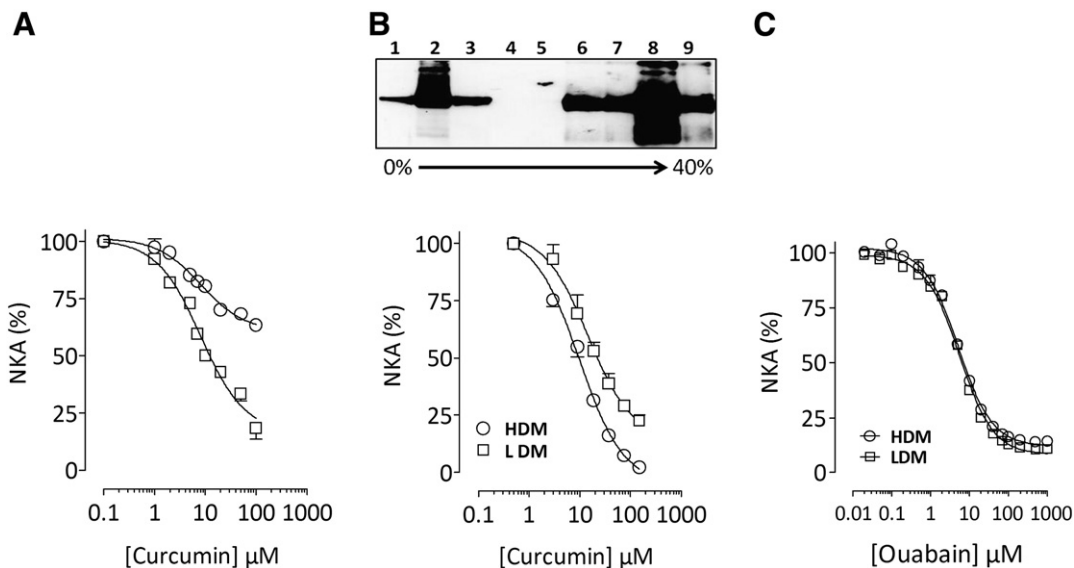 A
B
C
1 2 3 4 5 6 7 8 9
0% 40%
NKA (%)
100
75
50
25
0
0.1 1 10 100 1000
[Curcumin] μM
NKA (%)
100
75
50
25
0
HDM
L DM
0.1 1 10 100 1000
[Curcumin] μM
NKA (%)
100
75
50
25
0
HDM
LDM
0.01 0.1 1 10 100 1000
[Ouabain] μM